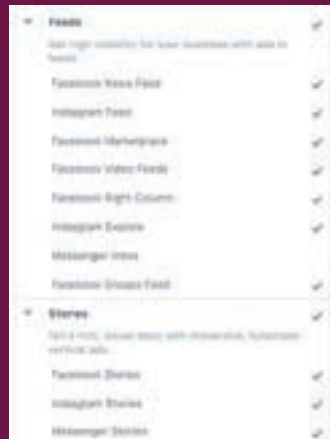 Feeds
Get high visibility for your business with ads in
feeds
Facebook News Feed
Instagram Feed
Facebook Marketplace
Facebook Video Feeds
Facebook Right Column
Instagram Explore
Messenger Inbox
Facebook Groups Feed
Stories
Tell a rich, visual story with immersive, fullscreen
vertical ads
Facebook Stories
Instagram Stories
Messenger Stories